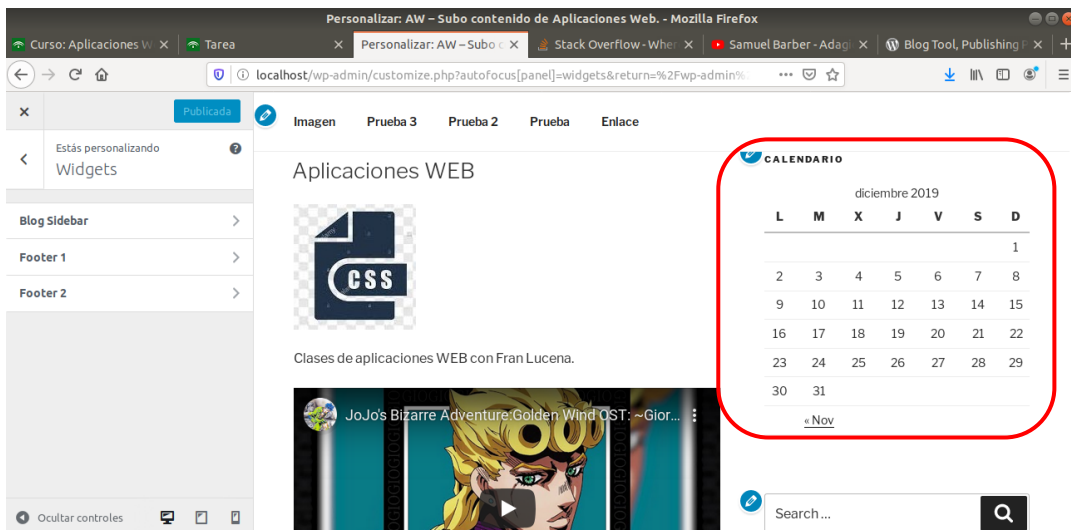 Personalizar: AW – Subo contenido de Aplicaciones Web. - Mozilla Firefox
Curso: Aplicaciones W
Tarea
Personalizar: AW – Subo c
Stack Overflow - Wher
Samuel Barber - Adagi
Blog Tool, Publishing P
localhost/wp-admin/customize.php?autofocus[panel]=widgets&return=%2Fwp-admin%
Publicada
Estás personalizando
Widgets
Blog Sidebar
Footer 1
Footer 2
Ocultar controles
Imagen Prueba 3 Prueba 2 Prueba Enlace
Aplicaciones WEB
CSS
Clases de aplicaciones WEB con Fran Lucena.
JoJo's Bizarre Adventure:Golden Wind OST: ~Gior...
CALENDARIO
diciembre 2019
L M X J V S D
1
2 3 4 5 6 7 8
9 10 11 12 13 14 15
16 17 18 19 20 21 22
23 24 25 26 27 28 29
30 31
« Nov
Search ...